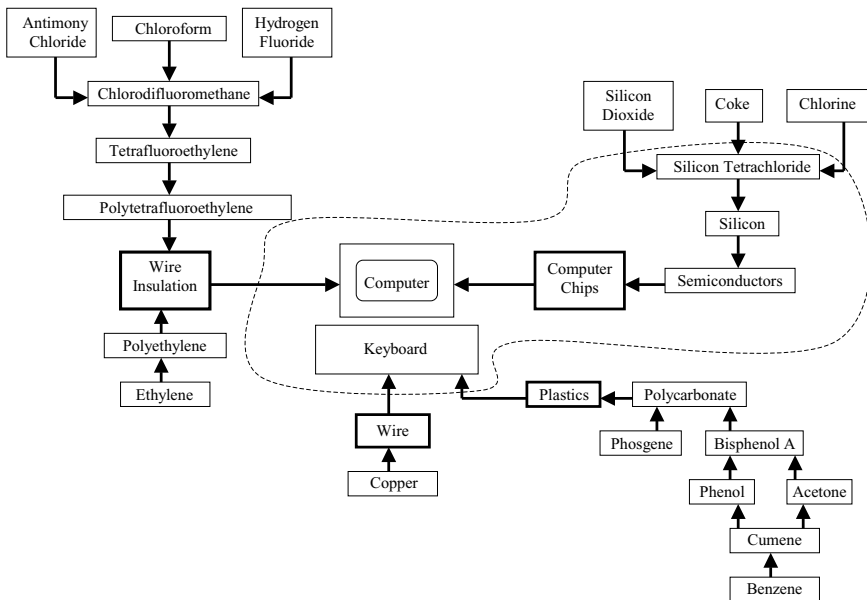 Antimony
Chloride
Chloroform
Hydrogen
Fluoride
Chlorodifluoromethane
Tetrafluoroethylene
Polytetrafluoroethylene
Wire
Insulation
Polyethylene
Ethylene
Silicon
Dioxide
Coke
Chlorine
Silicon Tetrachloride
Silicon
Semiconductors
Computer
Chips
Computer
Keyboard
Wire
Copper
Plastics
Polycarbonate
Phosgene
Bisphenol A
Phenol
Acetone
Cumene
Benzene